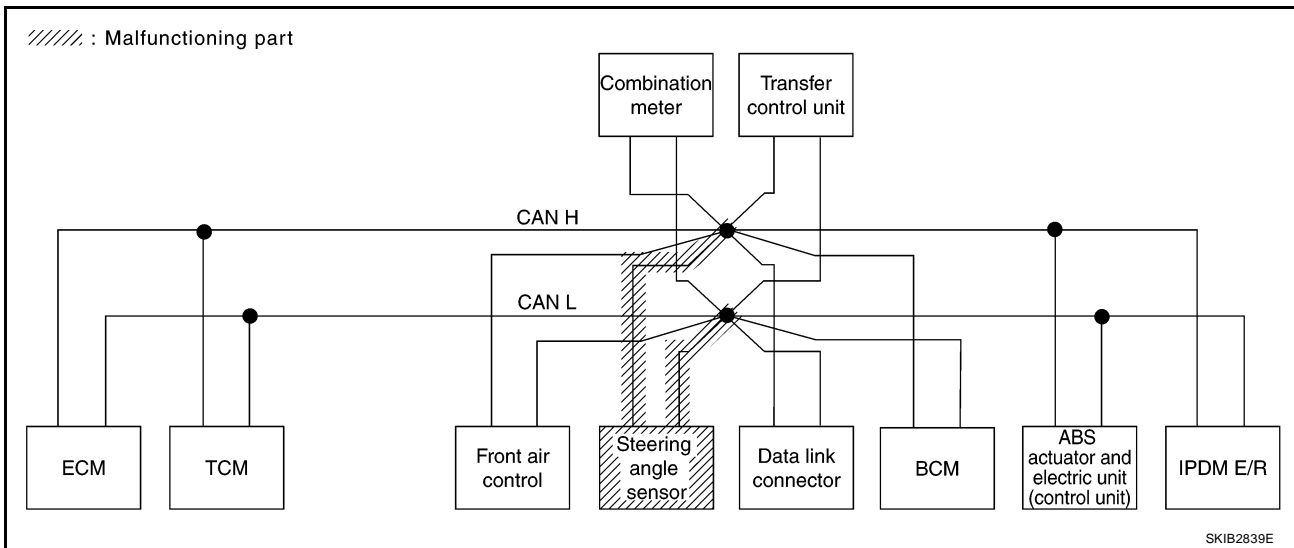 : Malfunctioning part
Combination
meter
Transfer
control unit
CAN H
CAN L
ECM
TCM
Front air
control
Steering
angle
sensor
Data link
connector
BCM
ABS
actuator and
electric unit
(control unit)
IPDM E/R
SKIB2839E